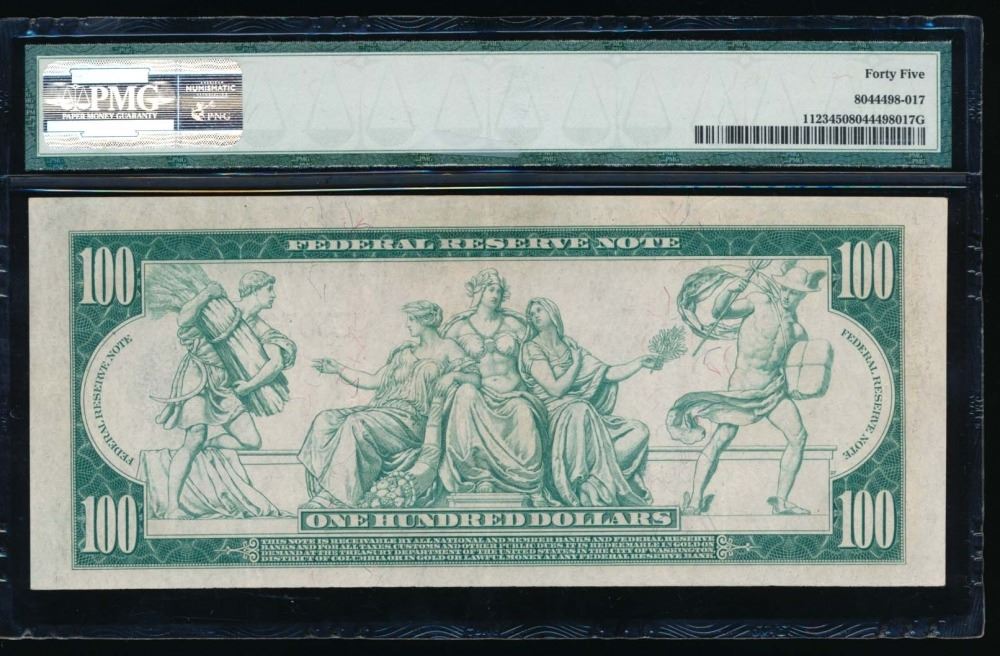 PMG
PAPER MONEY GUARANTY
NUMISMATIC
PNG
Forty Five
8044498-017
11234508044498017G
FEDERAL RESERVE NOTE
100
100
FEDERAL RESERVE NOTE
FEDERAL RESERVE NOTE
100
100
ONE HUNDRED DOLLARS
THIS NOTE IS RECEIVABLE BY ALL NATIONAL AND MEMBER BANKS AND FEDERAL RESERVE
BANKS AND FOR ALL TAXES, CUSTOMS AND OTHER PUBLIC DUES. IT IS REDEEMABLE IN GOLD ON
DEMAND AT THE TREASURY DEPARTMENT OF THE UNITED STATES IN THE CITY OF WASHINGTON,
DISTRICT OF COLUMBIA OR IN GOLD OR LAWFUL MONEY AT ANY FEDERAL RESERVE BANK.